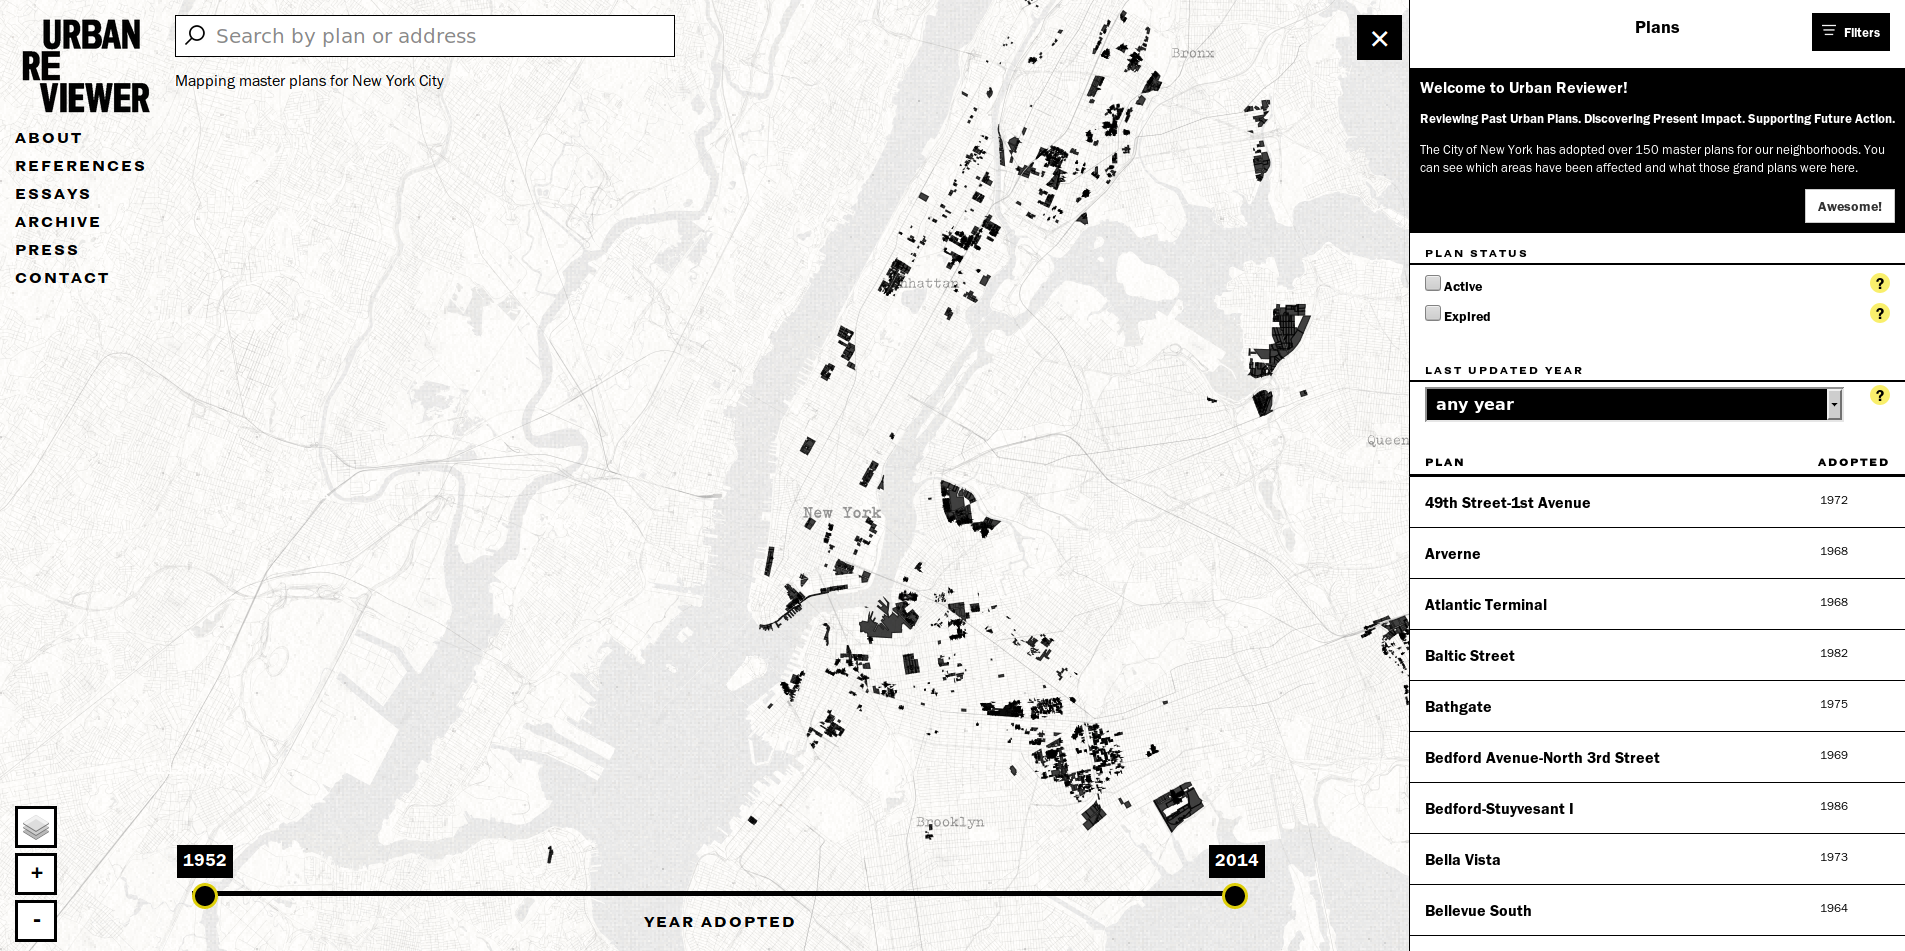 URBAN
RE
VIEWER
Search by plan or address
Mapping master plans for New York City
ABOUT
REFERENCES
ESSAYS
ARCHIVE
PRESS
CONTACT
Bronx
nhattan
Queen
New York
Brooklyn
+
-
1952
2014
YEAR ADOPTED
×
Plans
Filters
Welcome to Urban Reviewer!
Reviewing Past Urban Plans. Discovering Present Impact. Supporting Future Action.
The City of New York has adopted over 150 master plans for our neighborhoods. You
can see which areas have been affected and what those grand plans were here.
Awesome!
PLAN STATUS
Active ?
Expired ?
LAST UPDATED YEAR
any year ?
PLAN ADOPTED
49th Street-1st Avenue 1972
Arverne 1968
Atlantic Terminal 1968
Baltic Street 1982
Bathgate 1975
Bedford Avenue-North 3rd Street 1969
Bedford-Stuyvesant I 1986
Bella Vista 1973
Bellevue South 1964